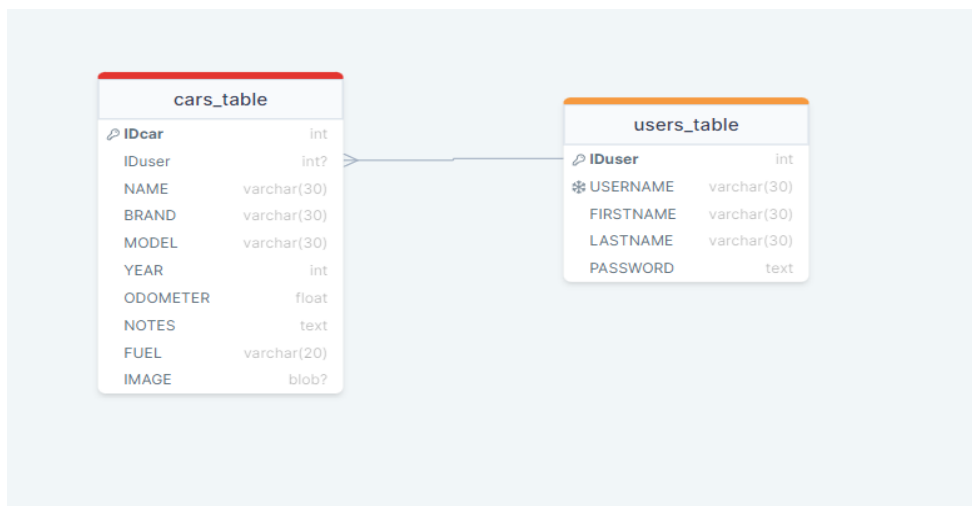 cars_table
IDcar int
IDuser int?
NAME varchar(30)
BRAND varchar(30)
MODEL varchar(30)
YEAR int
ODOMETER float
NOTES text
FUEL varchar(20)
IMAGE blob?
users_table
IDuser int
USERNAME varchar(30)
FIRSTNAME varchar(30)
LASTNAME varchar(30)
PASSWORD text